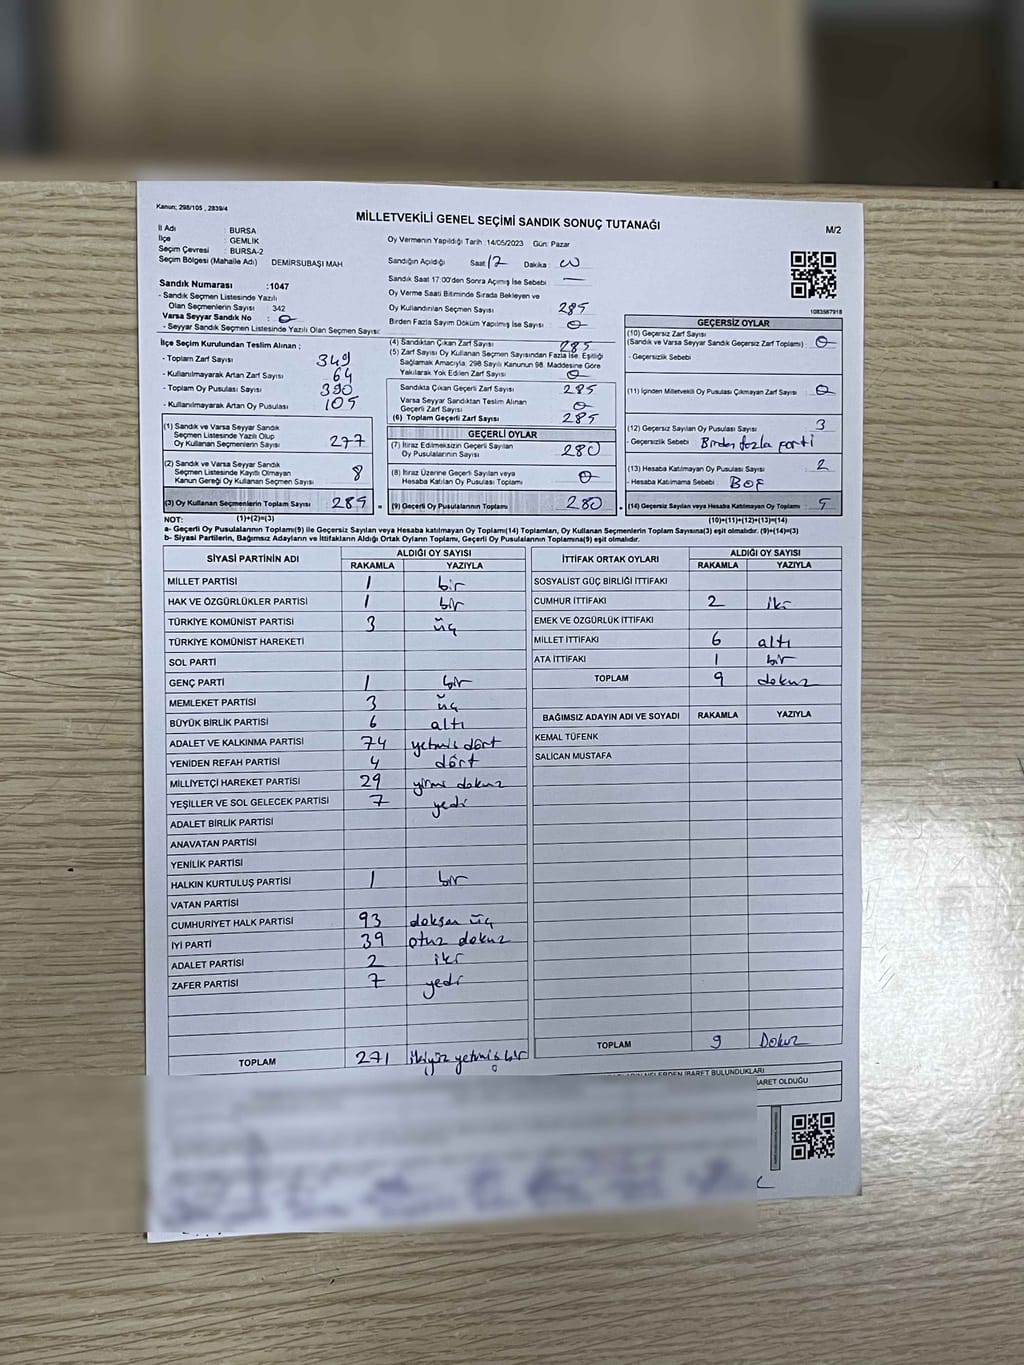 Kanun; 298/105 , 2839/4
MİLLETVEKİLİ GENEL SEÇİMİ SANDIK SONUÇ TUTANAĞI
M/2
İl Adı : BURSA
İlçe : GEMLİK
Seçim Çevresi : BURSA-2
Seçim Bölgesi (Mahalle Adı) DEMİRSUBAŞI MAH
Sandık Numarası :1047
- Sandık Seçmen Listesinde Yazılı
Olan Seçmenlerin Sayısı : 342
Varsa Seyyar Sandık No : 0
- Seyyar Sandık Seçmen Listesinde Yazılı Olan Seçmen Sayısı:
Oy Vermenin Yapıldığı Tarih :14/05/2023 Gün: Pazar
Sandığın Açıldığı Saat 17 Dakika 00
Sandık Saat 17:00'den Sonra Açılmış İse Sebebi —
Oy Verme Saati Bitiminde Sırada Bekleyen ve
Oy Kullandırılan Seçmen Sayısı 285
Birden Fazla Sayım Döküm Yapılmış İse Sayısı 0
1083587918
İlçe Seçim Kurulundan Teslim Alınan ;
- Toplam Zarf Sayısı 349
- Kullanılmayarak Artan Zarf Sayısı 64
- Toplam Oy Pusulası Sayısı 390
- Kullanılmayarak Artan Oy Pusulası 105
(1) Sandık ve Varsa Seyyar Sandık
Seçmen Listesinde Yazılı Olup
Oy Kullanan Seçmenlerin Sayısı 277
(2) Sandık ve Varsa Seyyar Sandık
Seçmen Listesinde Kayıtlı Olmayan
Kanun Gereği Oy Kullanan Seçmen Sayısı 8
(3) Oy Kullanan Seçmenlerin Toplam Sayısı 285
(1)+(2)=(3)
(4) Sandıktan Çıkan Zarf Sayısı 285
(5) Zarf Sayısı Oy Kullanan Seçmen Sayısından Fazla İse, Eşitliği
Sağlamak Amacıyla, 298 Sayılı Kanunun 98. Maddesine Göre
Yakılarak Yok Edilen Zarf Sayısı 0
Sandıkta Çıkan Geçerli Zarf Sayısı 285
Varsa Seyyar Sandıktan Teslim Alınan
Geçerli Zarf Sayısı 0
(6) Toplam Geçerli Zarf Sayısı 285
GEÇERLİ OYLAR
(7) İtiraz Edilmeksizin Geçerli Sayılan
Oy Pusulalarının Sayısı 280
(8) İtiraz Üzerine Geçerli Sayılan veya
Hesaba Katılan Oy Pusulası Toplamı 0
= (9) Geçerli Oy Pusulalarının Toplamı 280
GEÇERSİZ OYLAR
(10) Geçersiz Zarf Sayısı
(Sandık ve Varsa Seyyar Sandık Geçersiz Zarf Toplamı) 0
- Geçersizlik Sebebi
(11) İçinden Milletvekili Oy Pusulası Çıkmayan Zarf Sayısı 0
(12) Geçersiz Sayılan Oy Pusulası Sayısı 3
- Geçersizlik Sebebi Birden fazla parti
(13) Hesaba Katılmayan Oy Pusulası Sayısı 2
- Hesaba Katılmama Sebebi BOŞ
+ (14) Geçersiz Sayılan veya Hesaba Katılmayan Oy Toplamı 5
(10)+(11)+(12)+(13)=(14)
NOT:
a- Geçerli Oy Pusulalarının Toplamı(9) ile Geçersiz Sayılan veya Hesaba katılmayan Oy Toplam(14) Toplamları, Oy Kullanan Seçmenlerin Toplam Sayısına(3) eşit olmalıdır. (9)+(14)=(3)
b- Siyasi Partilerin, Bağımsız Adayların ve İttifakların Aldığı Ortak Oyların Toplamı, Geçerli Oy Pusulalarının Toplamına(9) eşit olmalıdır.
SİYASİ PARTİNİN ADI ALDIĞI OY SAYISI
RAKAMLA YAZIYLA
MİLLET PARTİSİ 1 bir
HAK VE ÖZGÜRLÜKLER PARTİSİ 1 bir
TÜRKİYE KOMÜNİST PARTİSİ 3 üç
TÜRKİYE KOMÜNİST HAREKETİ
SOL PARTİ
GENÇ PARTİ 1 bir
MEMLEKET PARTİSİ 3 üç
BÜYÜK BİRLİK PARTİSİ 6 altı
ADALET VE KALKINMA PARTİSİ 74 yetmiş dört
YENİDEN REFAH PARTİSİ 4 dört
MİLLİYETÇİ HAREKET PARTİSİ 29 yirmi dokuz
YEŞİLLER VE SOL GELECEK PARTİSİ 7 yedi
ADALET BİRLİK PARTİSİ
ANAVATAN PARTİSİ
YENİLİK PARTİSİ
HALKIN KURTULUŞ PARTİSİ 1 bir
VATAN PARTİSİ
CUMHURİYET HALK PARTİSİ 93 doksan üç
İYİ PARTİ 39 otuz dokuz
ADALET PARTİSİ 2 iki
ZAFER PARTİSİ 7 yedi
TOPLAM 271 ikiyüz yetmiş bir
İTTİFAK ORTAK OYLARI ALDIĞI OY SAYISI
RAKAMLA YAZIYLA
SOSYALİST GÜÇ BİRLİĞİ İTTİFAKI
CUMHUR İTTİFAKI 2 iki
EMEK VE ÖZGÜRLÜK İTTİFAKI
MİLLET İTTİFAKI 6 altı
ATA İTTİFAKI 1 bir
TOPLAM 9 dokuz
BAĞIMSIZ ADAYIN ADI VE SOYADI RAKAMLA YAZIYLA
KEMAL TÜFENK
SALİCAN MUSTAFA
TOPLAM 9 Dokuz
İBARET BULUNDUKLARI
İBARET OLDUĞU